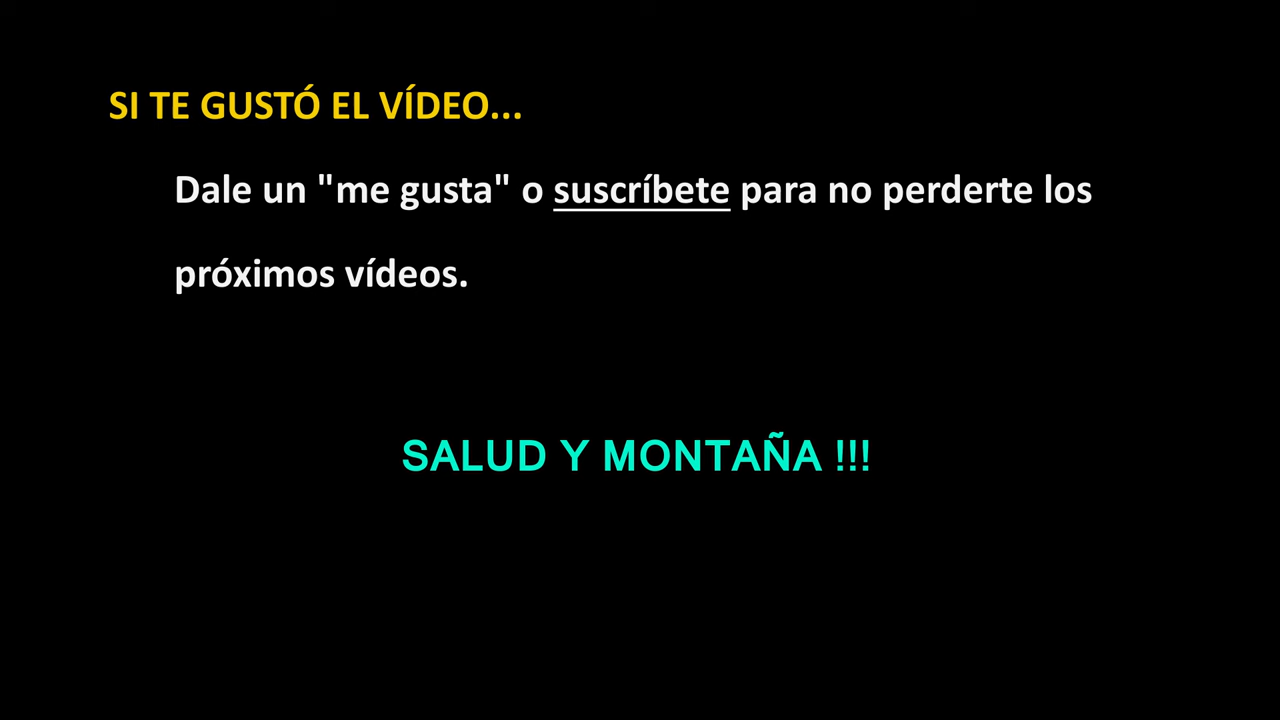 SI TE GUSTÓ EL VÍDEO...
Dale un "me gusta" o suscríbete para no perderte los
próximos vídeos.
SALUD Y MONTAÑA !!!